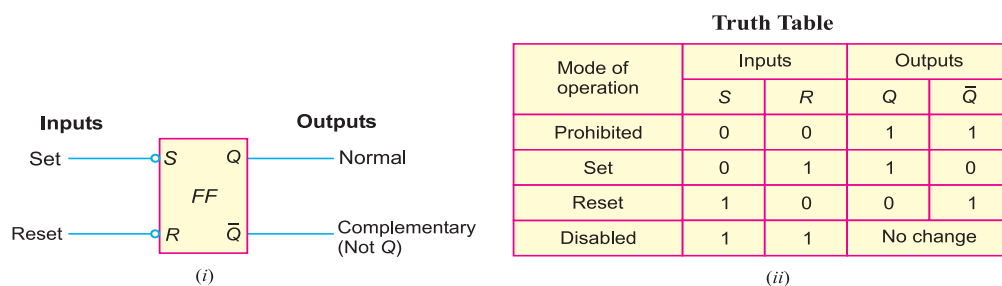 Inputs
Outputs
Set
S
Q
Normal
FF
Reset
R
Q̅
Complementary
(Not Q)
(i)
Truth Table
Mode of
operation
Inputs
Outputs
S
R
Q
Q̅
Prohibited
0
0
1
1
Set
0
1
1
0
Reset
1
0
0
1
Disabled
1
1
No change
(ii)